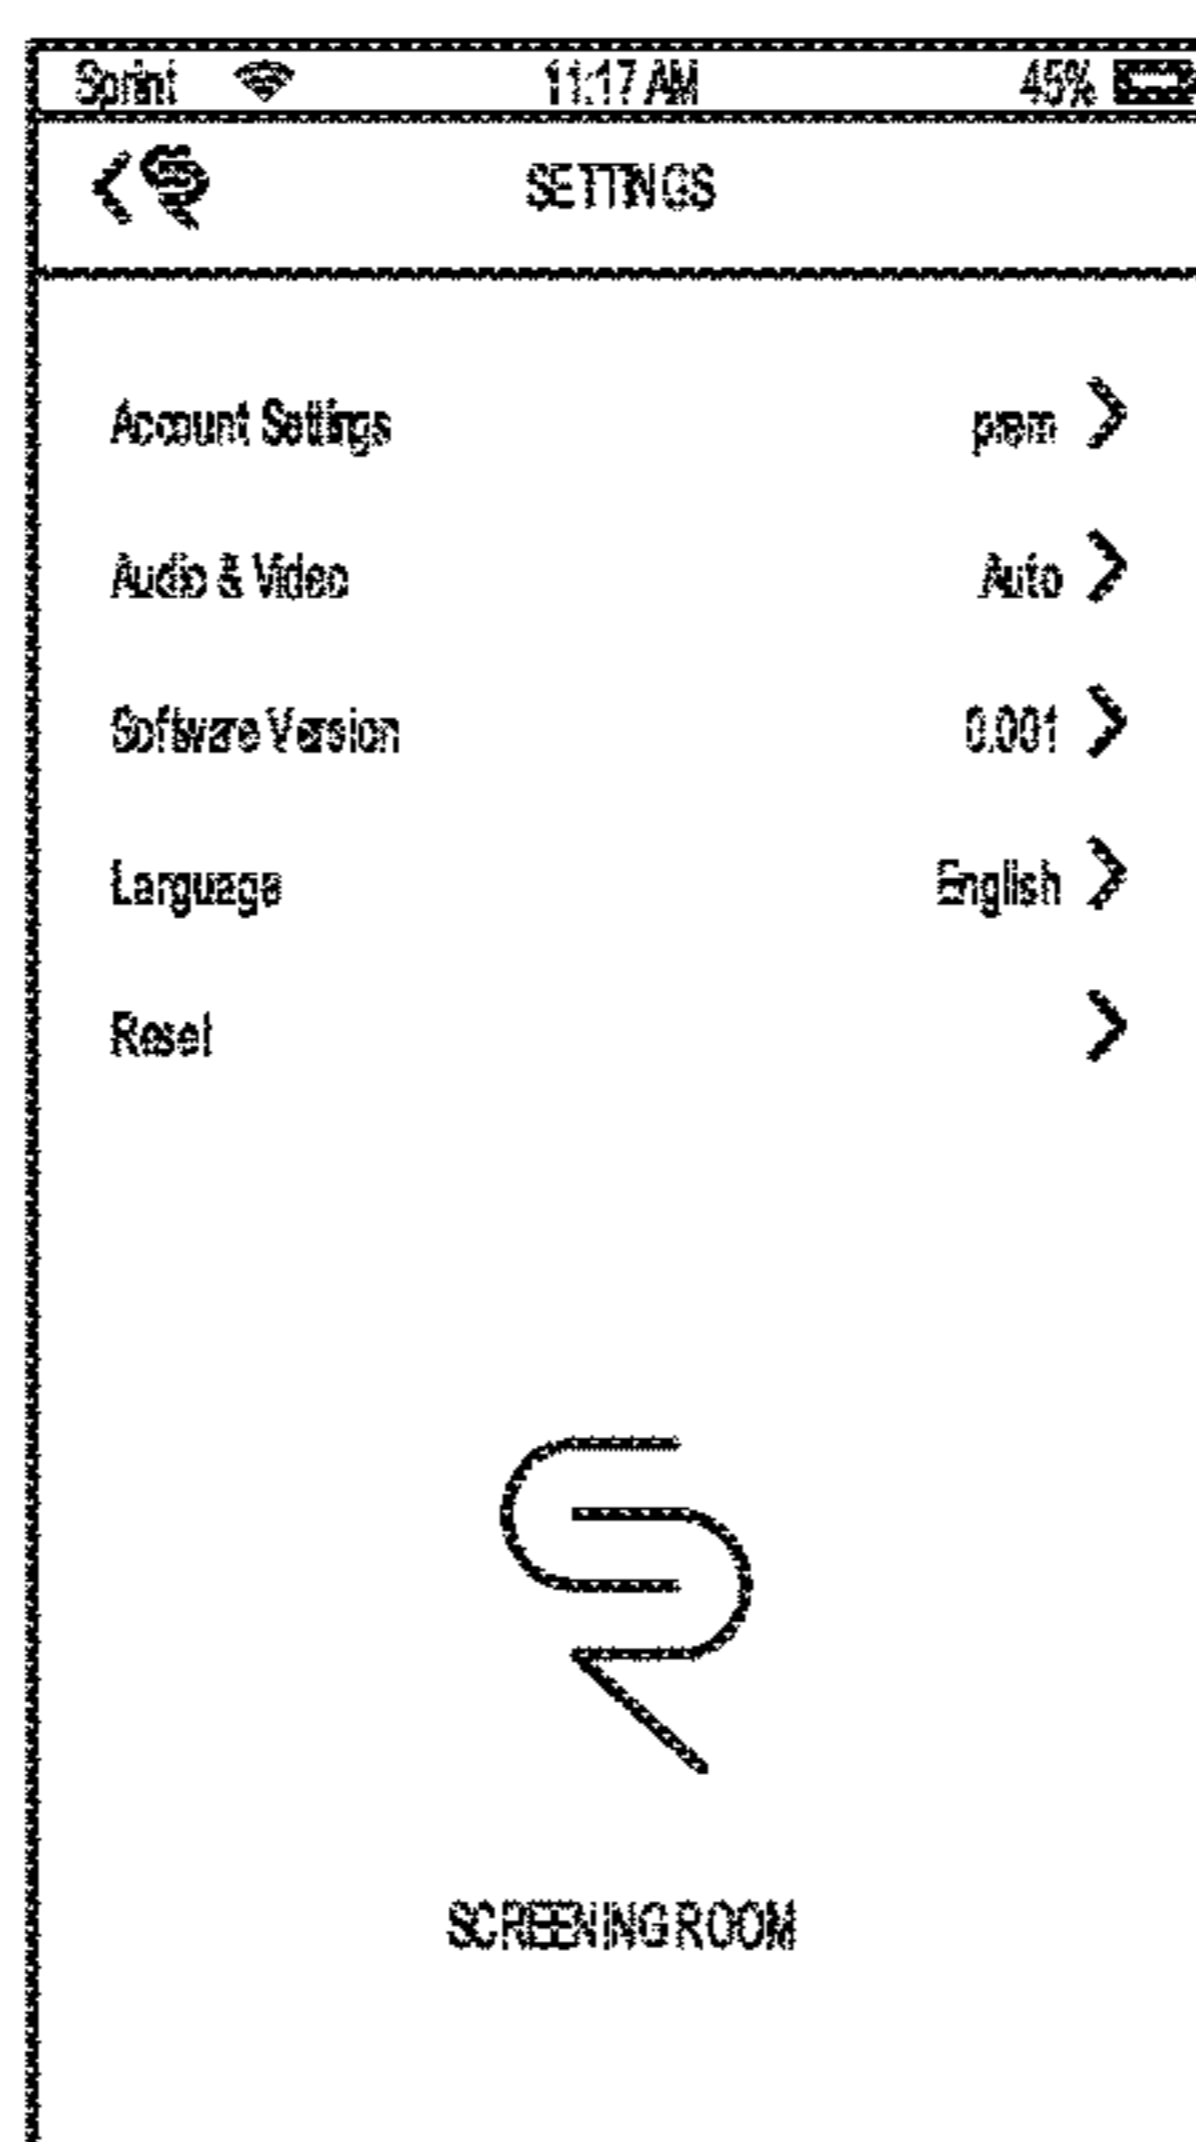 Sprint 11:17 AM 45%
SETTINGS
Account Settings prem
Audio & Video Auto
Software Version 0.001
Language English
Reset
SCREENING ROOM